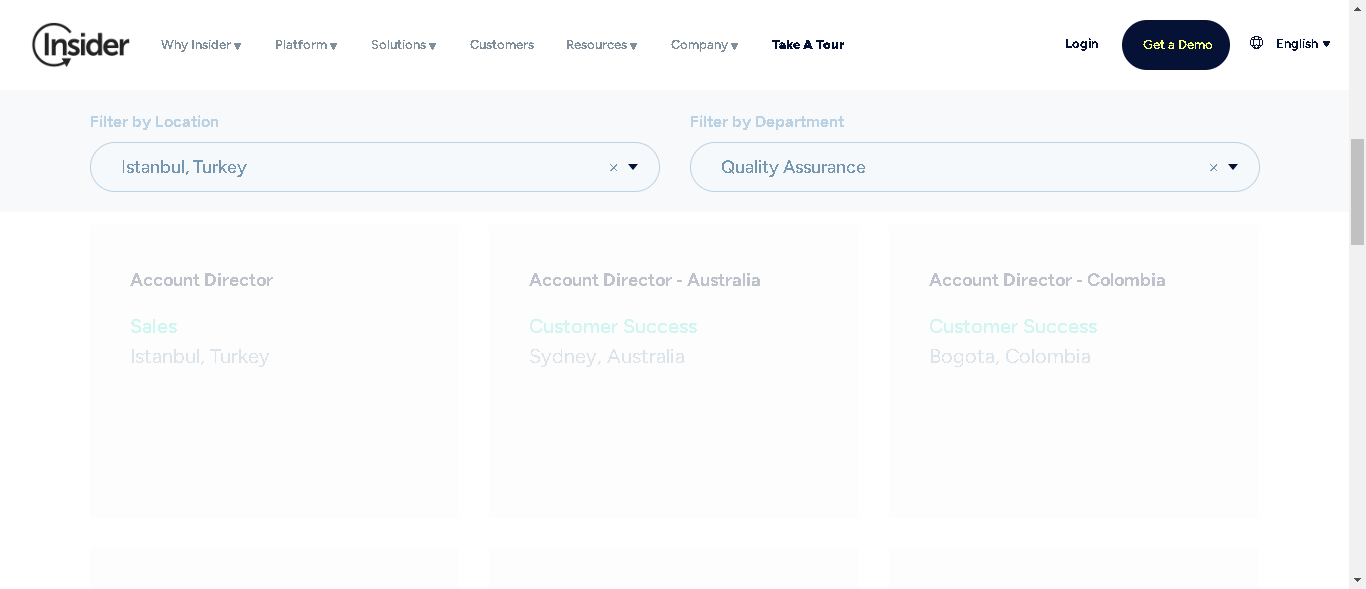 Insider
Why Insider
Platform
Solutions
Customers
Resources
Company
Take A Tour
Login
Get a Demo
English
Filter by Location
Filter by Department
Istanbul, Turkey
×
Quality Assurance
×
Account Director
Sales
Istanbul, Turkey
Account Director - Australia
Customer Success
Sydney, Australia
Account Director - Colombia
Customer Success
Bogota, Colombia